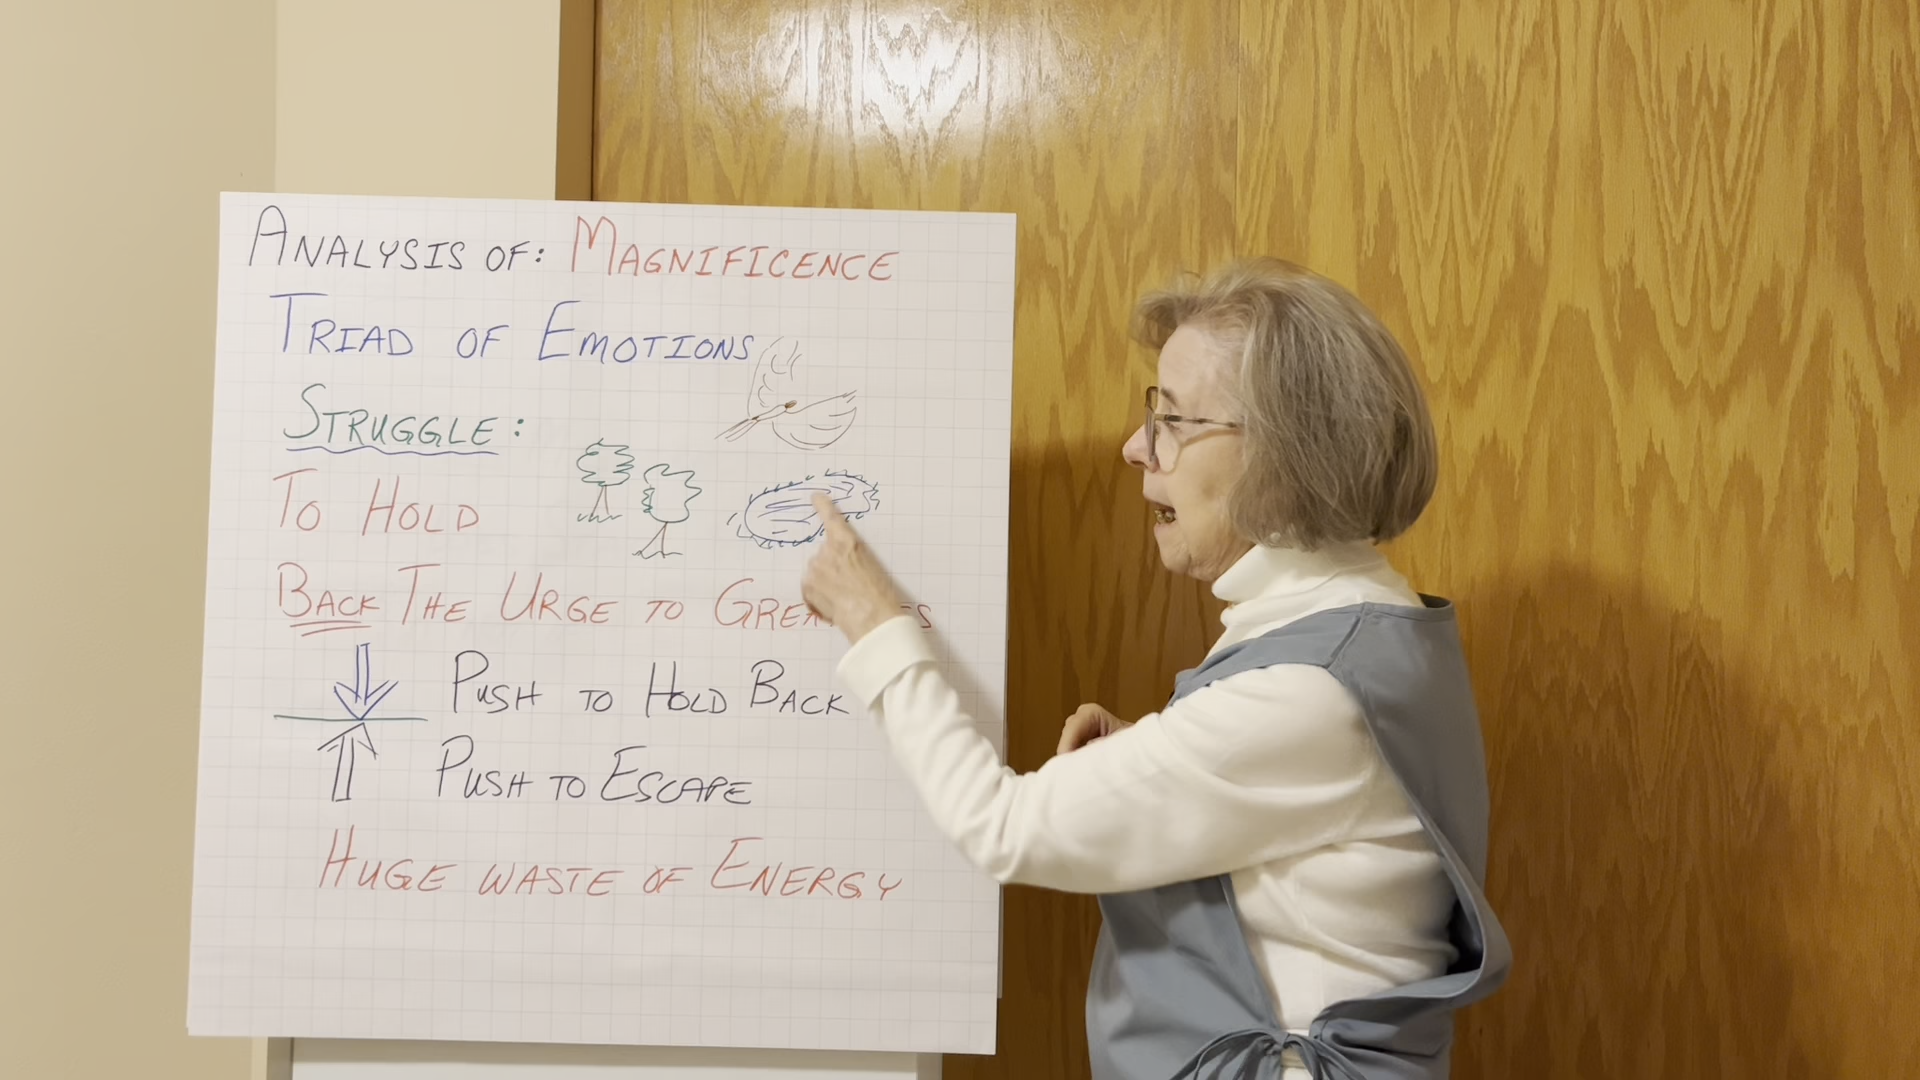 ANALYSIS OF: MAGNIFICENCE
TRIAD OF EMOTIONS
STRUGGLE:
TO HOLD
BACK THE URGE TO
PUSH TO HOLD BACK
PUSH TO ESCAPE
HUGE WASTE OF ENERGY